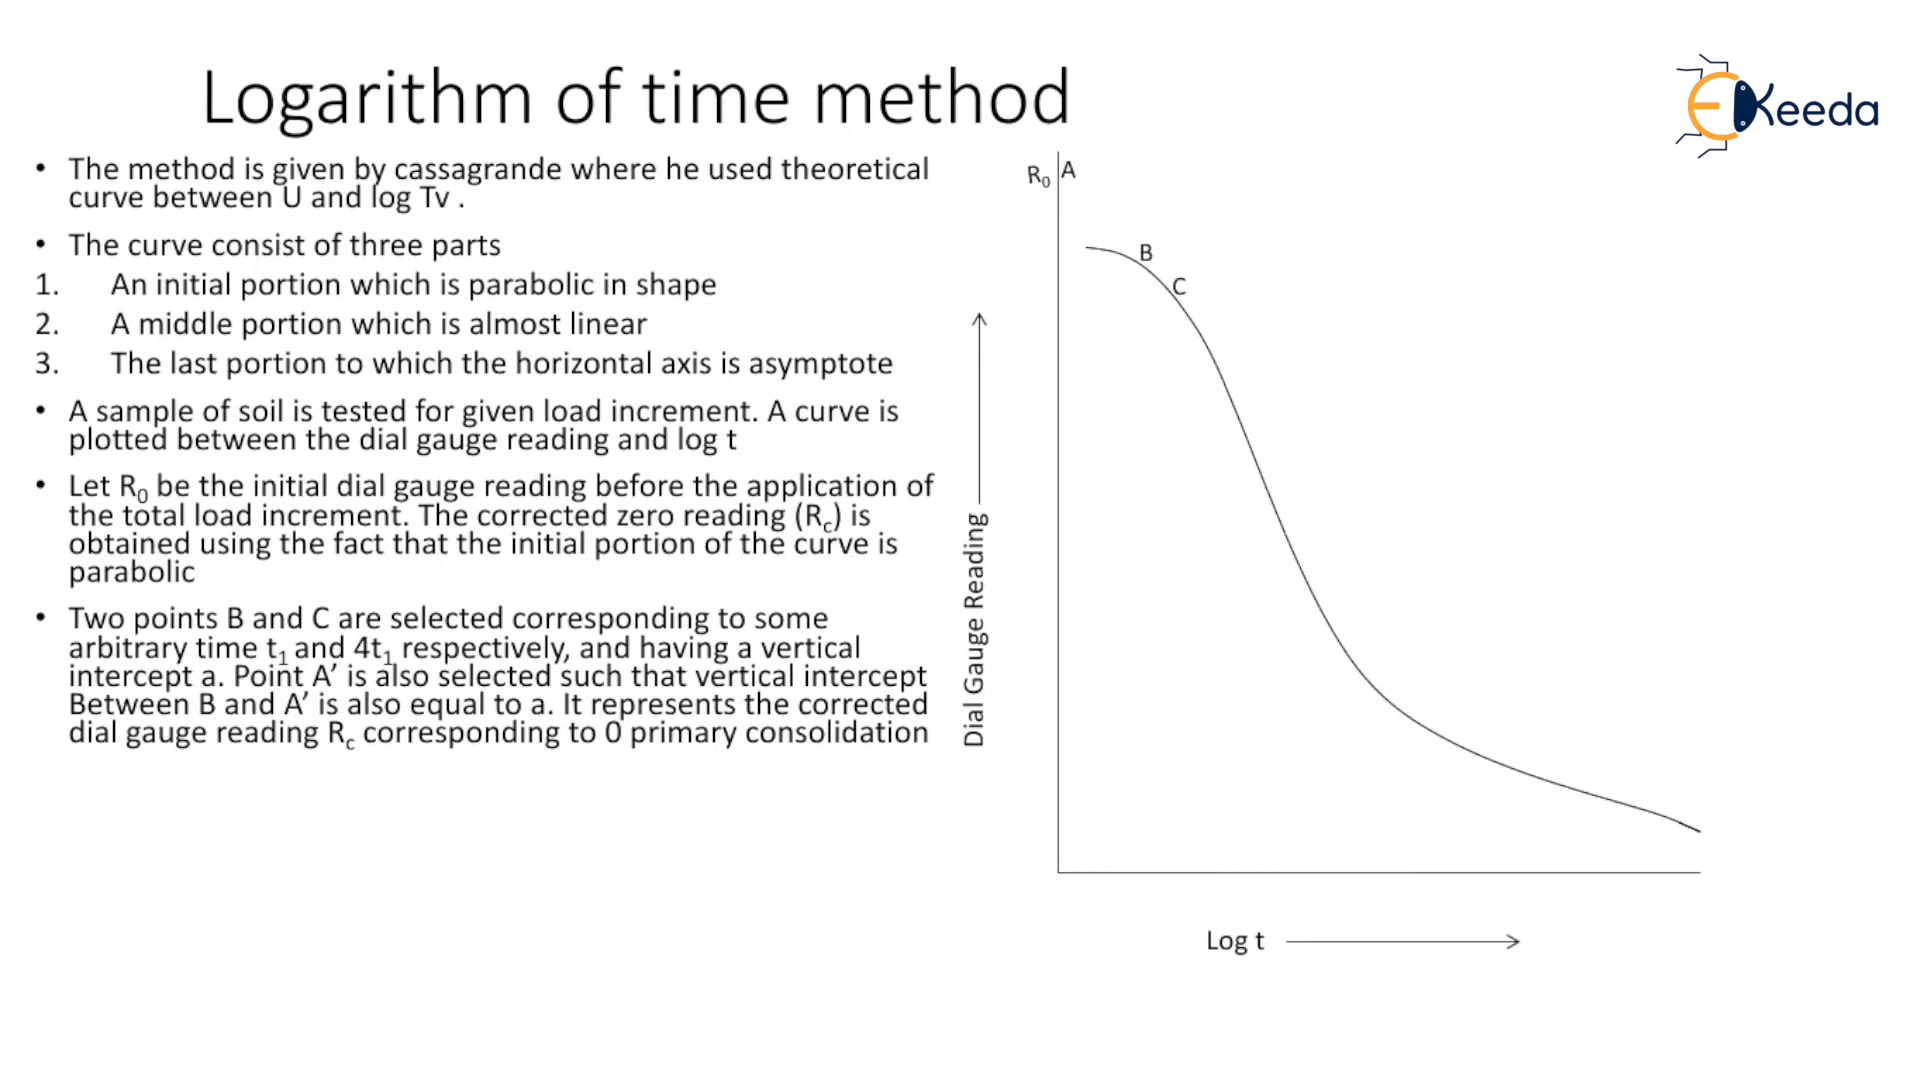 Logarithm of time method
EKeeda
• The method is given by cassagrande where he used theoretical
curve between U and log Tv .
• The curve consist of three parts
1. An initial portion which is parabolic in shape
2. A middle portion which is almost linear
3. The last portion to which the horizontal axis is asymptote
• A sample of soil is tested for given load increment. A curve is
plotted between the dial gauge reading and log t
• Let R₀ be the initial dial gauge reading before the application of
the total load increment. The corrected zero reading (R꜀) is
obtained using the fact that the initial portion of the curve is
parabolic
• Two points B and C are selected corresponding to some
arbitrary time t₁ and 4t₁ respectively, and having a vertical
intercept a. Point A’ is also selected such that vertical intercept
Between B and A’ is also equal to a. It represents the corrected
dial gauge reading R꜀ corresponding to 0 primary consolidation
R₀ A
B
C
Dial Gauge Reading
Log t